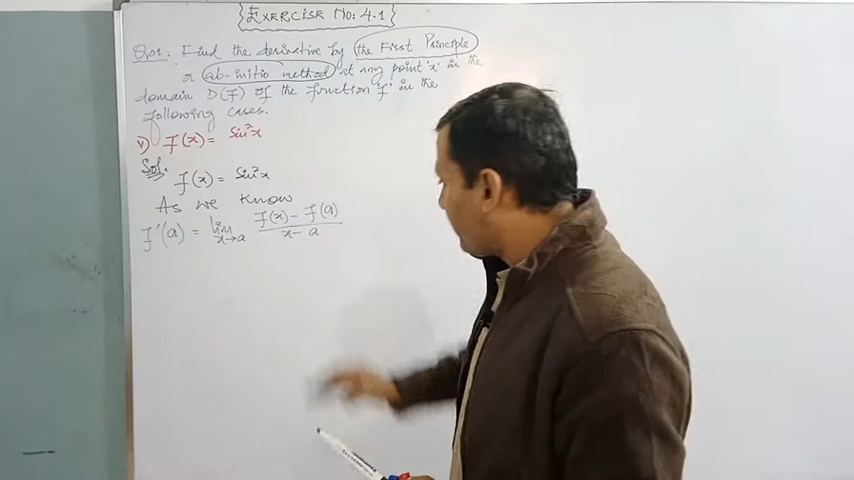 EXERCISE No: 4.1
Q.no1: Find the derivative by the First Principle
or ab-initio method at any point 'x' in the
domain D(f) of the function 'f' in the
following cases.
v) f(x) = Sin²x
Sol.
f(x) = Sin²x
As we know
f'(a) = lim x→a f(x) - f(a) / x - a